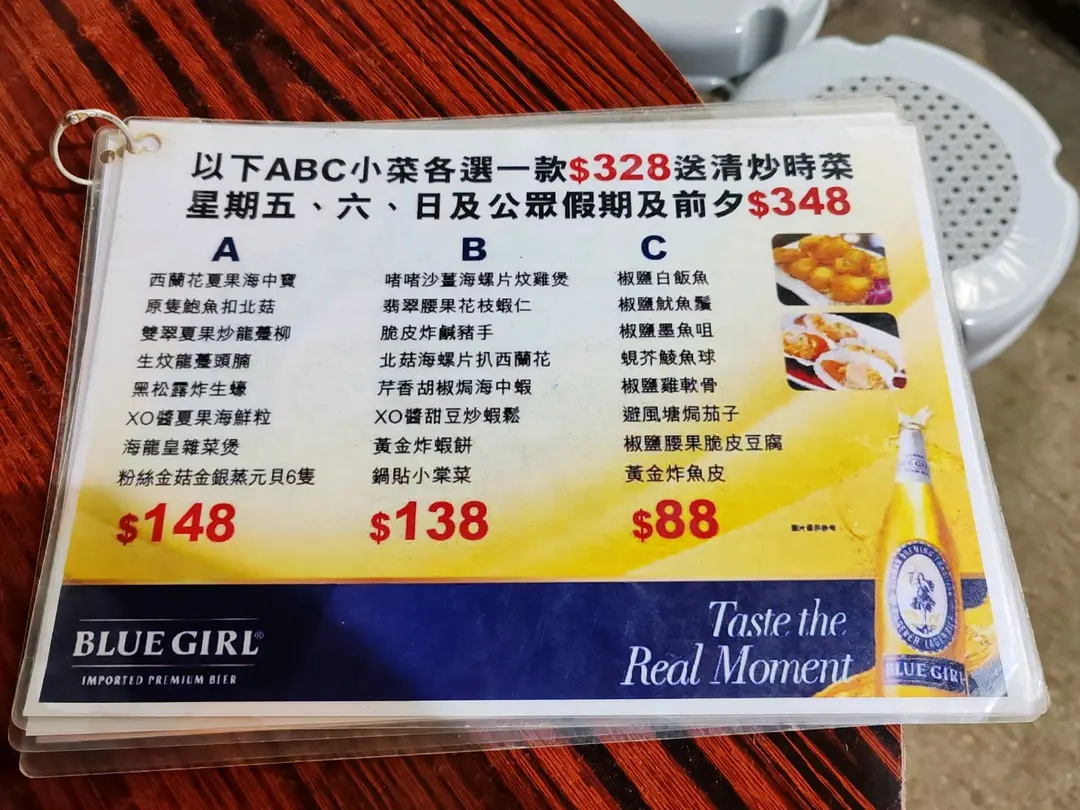 以下ABC小菜各選一款$328送清炒時菜
星期五、六、日及公眾假期及前夕$348
A
西蘭花夏果海中寶
原隻鮑魚扣北菇
雙翠夏果炒龍躉柳
生炆龍躉頭腩
黑松露炸生蠔
XO醬夏果海鮮粒
海龍皇雜菜煲
粉絲金菇金銀蒸元貝6隻
$148
B
啫啫沙薑海螺片炆雞煲
翡翠腰果花枝蝦仁
脆皮炸鹹豬手
北菇海螺片扒西蘭花
芹香胡椒焗海中蝦
XO醬甜豆炒蝦鬆
黃金炸蝦餅
鍋貼小棠菜
$138
C
椒鹽白飯魚
椒鹽魷魚鬚
椒鹽墨魚咀
蜆芥鯪魚球
椒鹽雞軟骨
避風塘焗茄子
椒鹽腰果脆皮豆腐
黃金炸魚皮
$88
圖片僅供參考
BLUE GIRL®
IMPORTED PREMIUM BEER
Taste the
Real Moment
BLUE GIRL